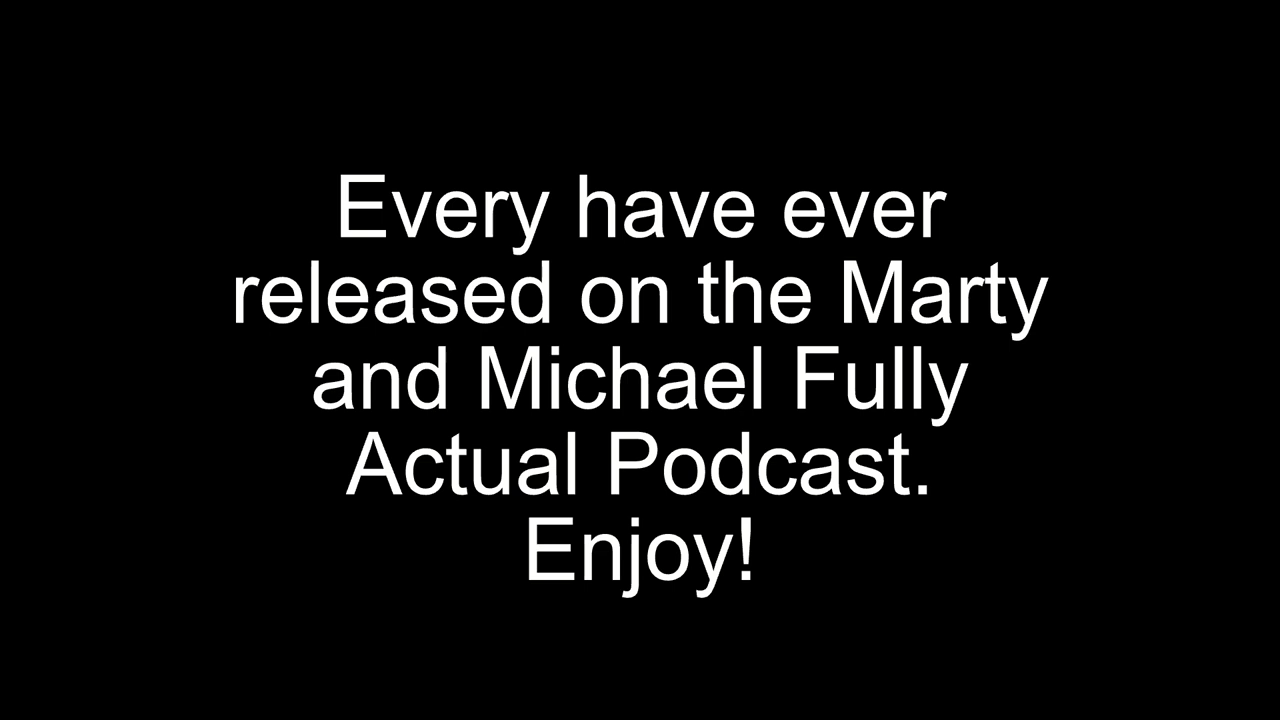 Every have ever
released on the Marty
and Michael Fully
Actual Podcast.
Enjoy!